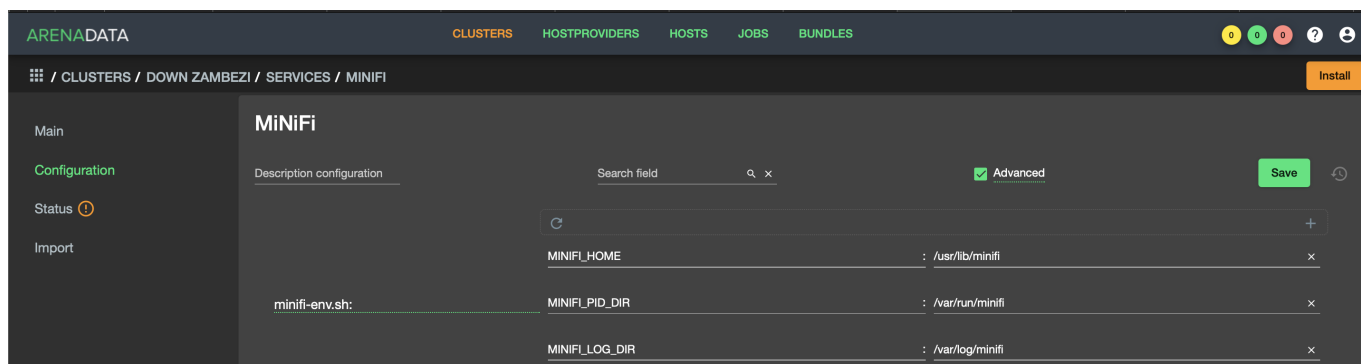 ARENADATA CLUSTERS HOSTPROVIDERS HOSTS JOBS BUNDLES 0 0 0 ?
/ CLUSTERS / DOWN ZAMBEZI / SERVICES / MINIFI Install
MiNiFi
Main
Configuration
Status
Import
Description configuration Search field Advanced Save
minifi-env.sh:
MINIFI_HOME : /usr/lib/minifi
MINIFI_PID_DIR : /var/run/minifi
MINIFI_LOG_DIR : /var/log/minifi